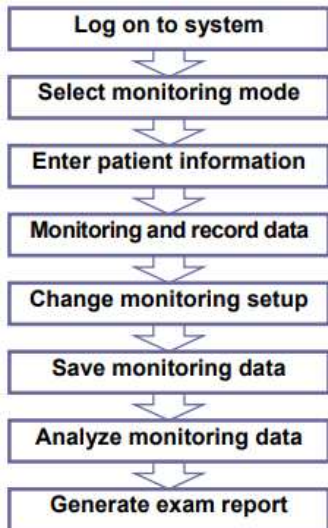 Log on to system
Select monitoring mode
Enter patient information
Monitoring and record data
Change monitoring setup
Save monitoring data
Analyze monitoring data
Generate exam report